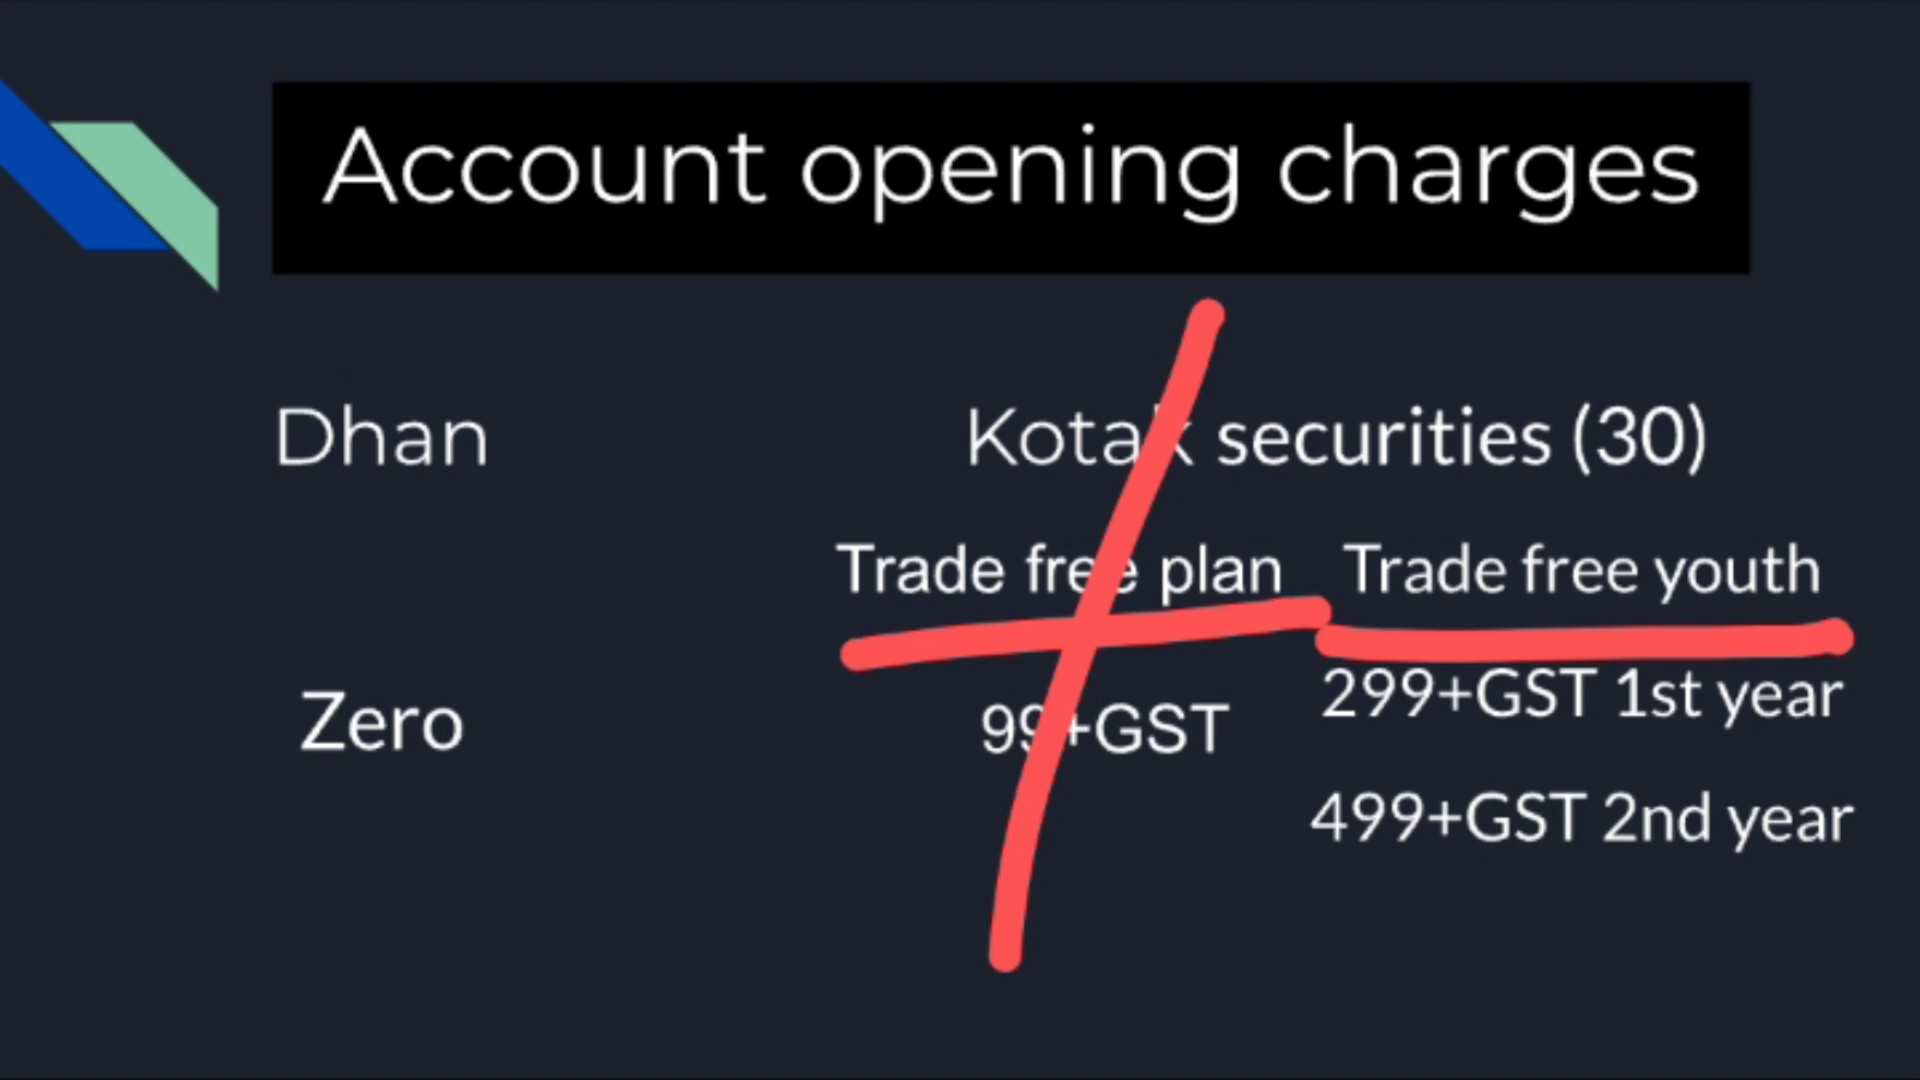 Account opening charges
Dhan
Kotak securities (30)
Trade free plan
Trade free youth
Zero
99+GST
299+GST 1st year
499+GST 2nd year